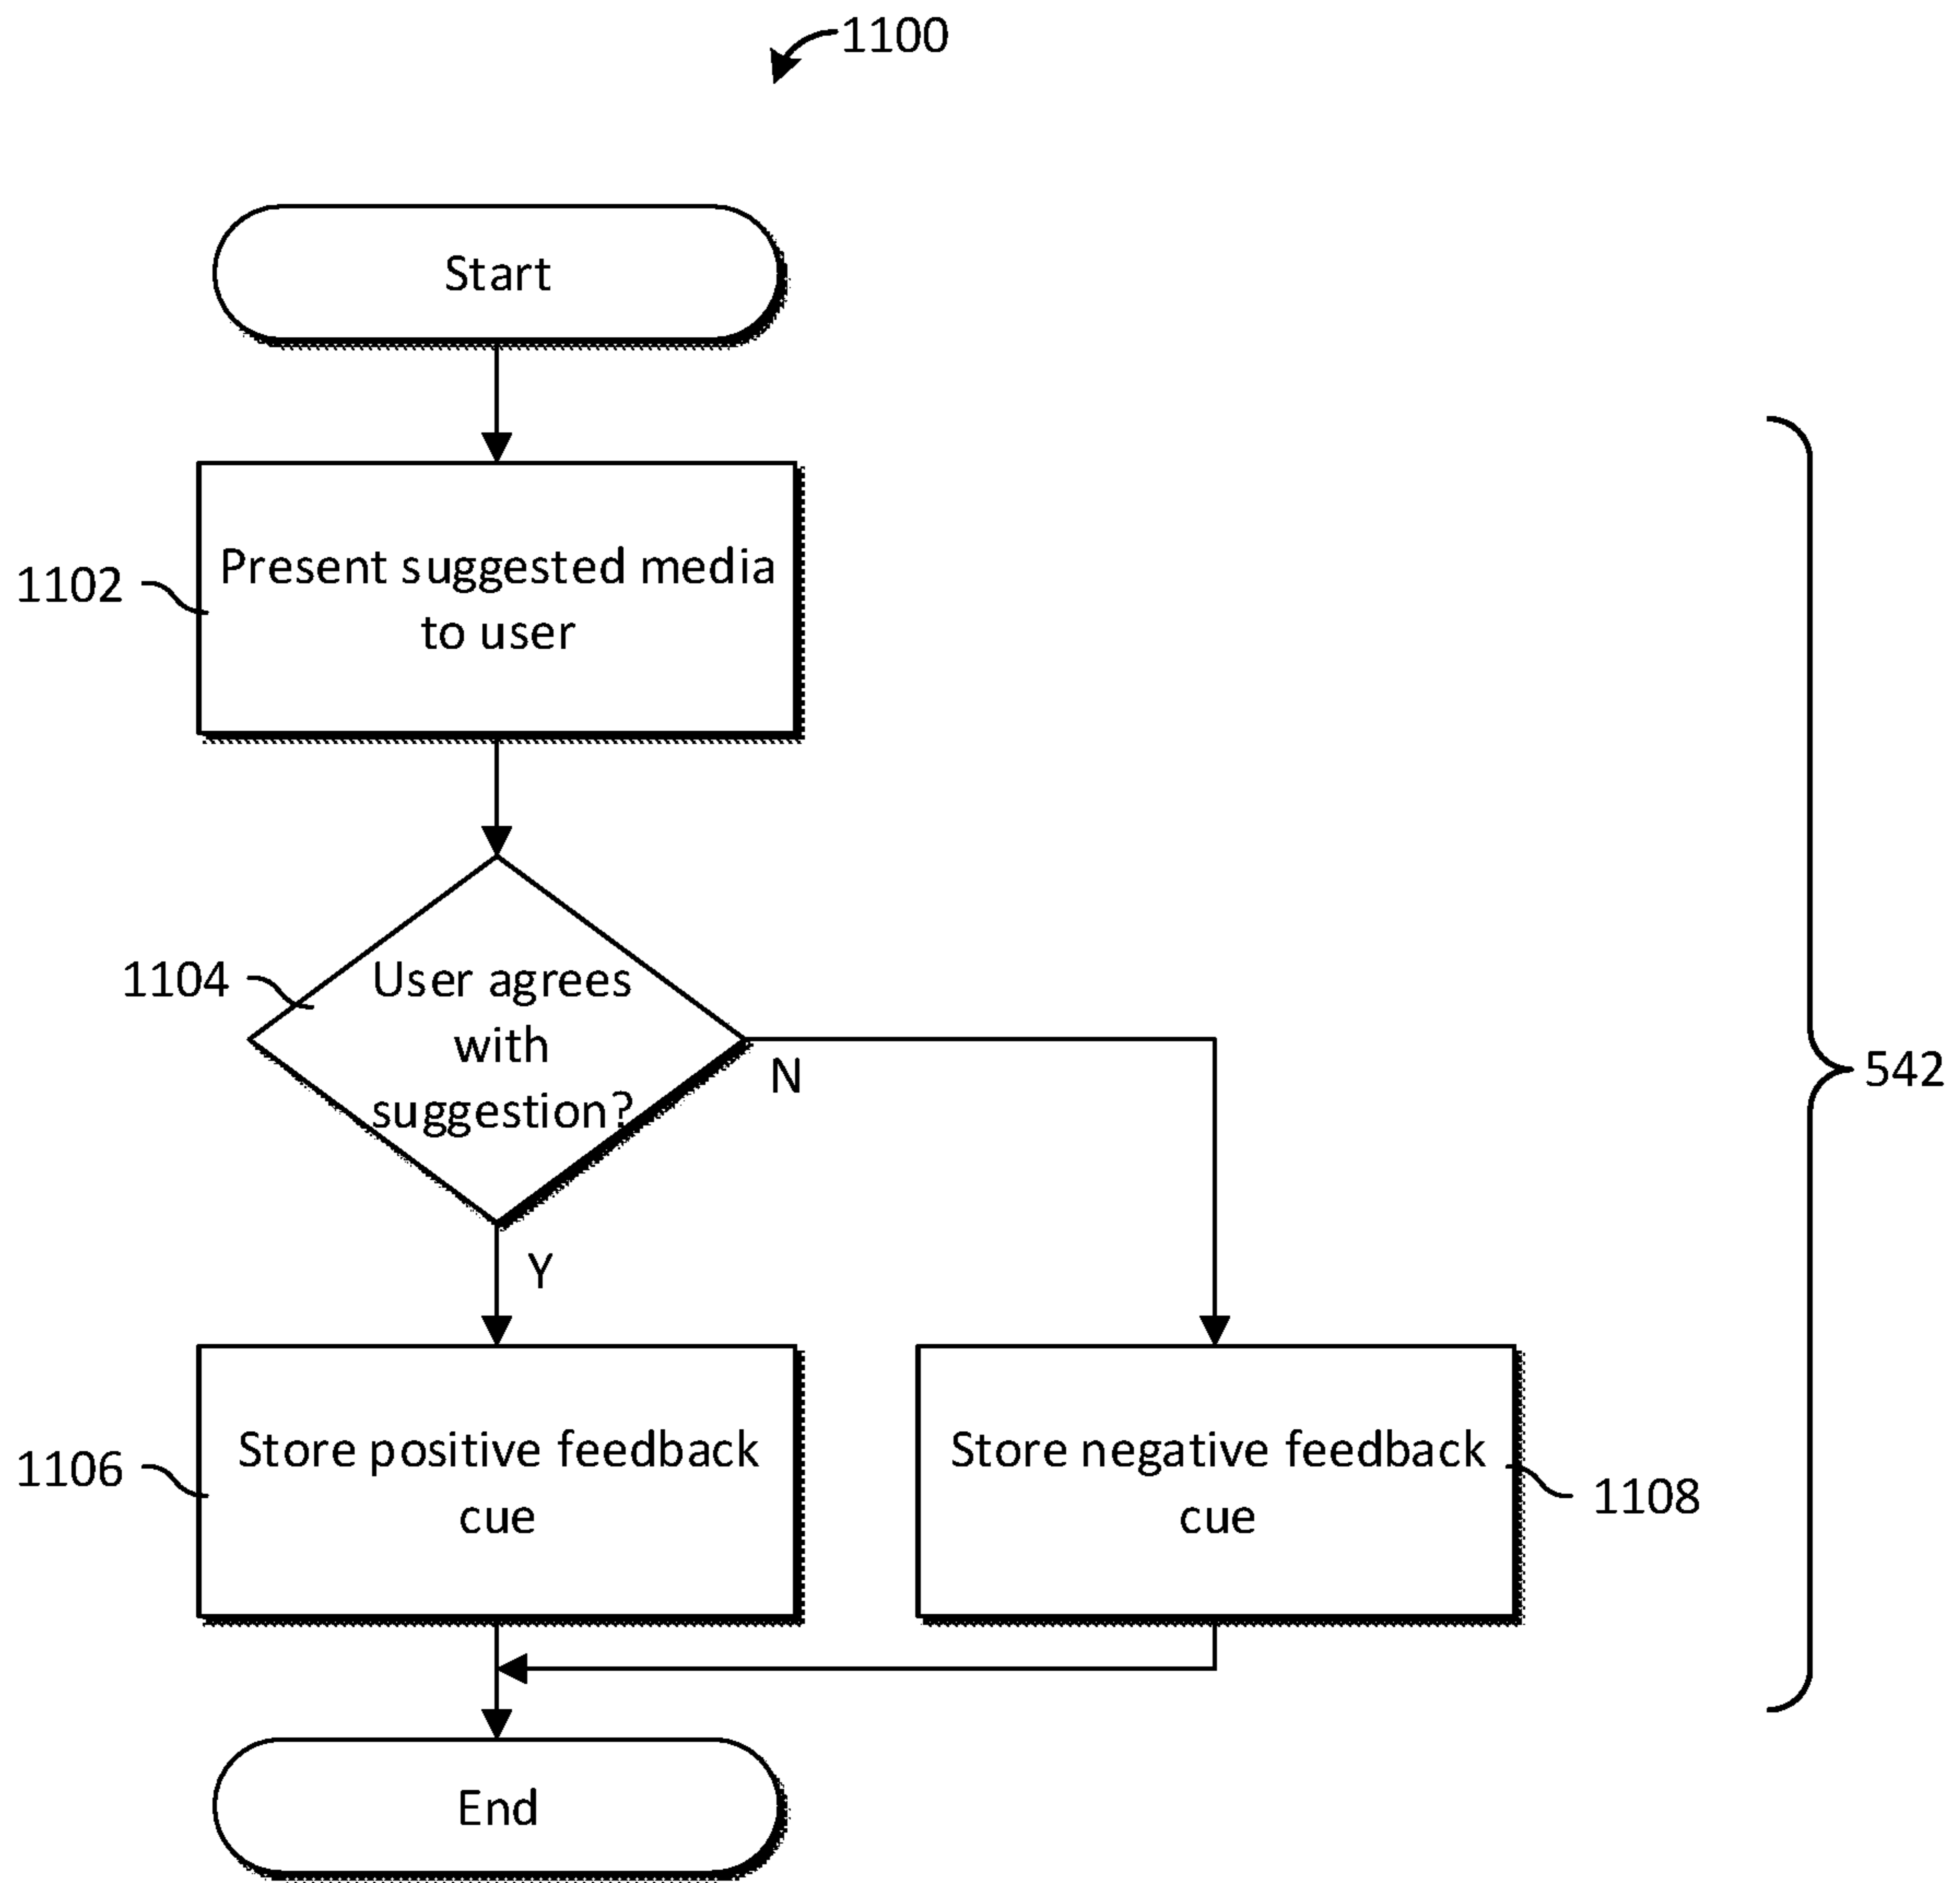 1100
Start
1102
Present suggested media
to user
1104
User agrees
with
suggestion?
N
542
Y
1106
Store positive feedback
cue
Store negative feedback
cue
1108
End